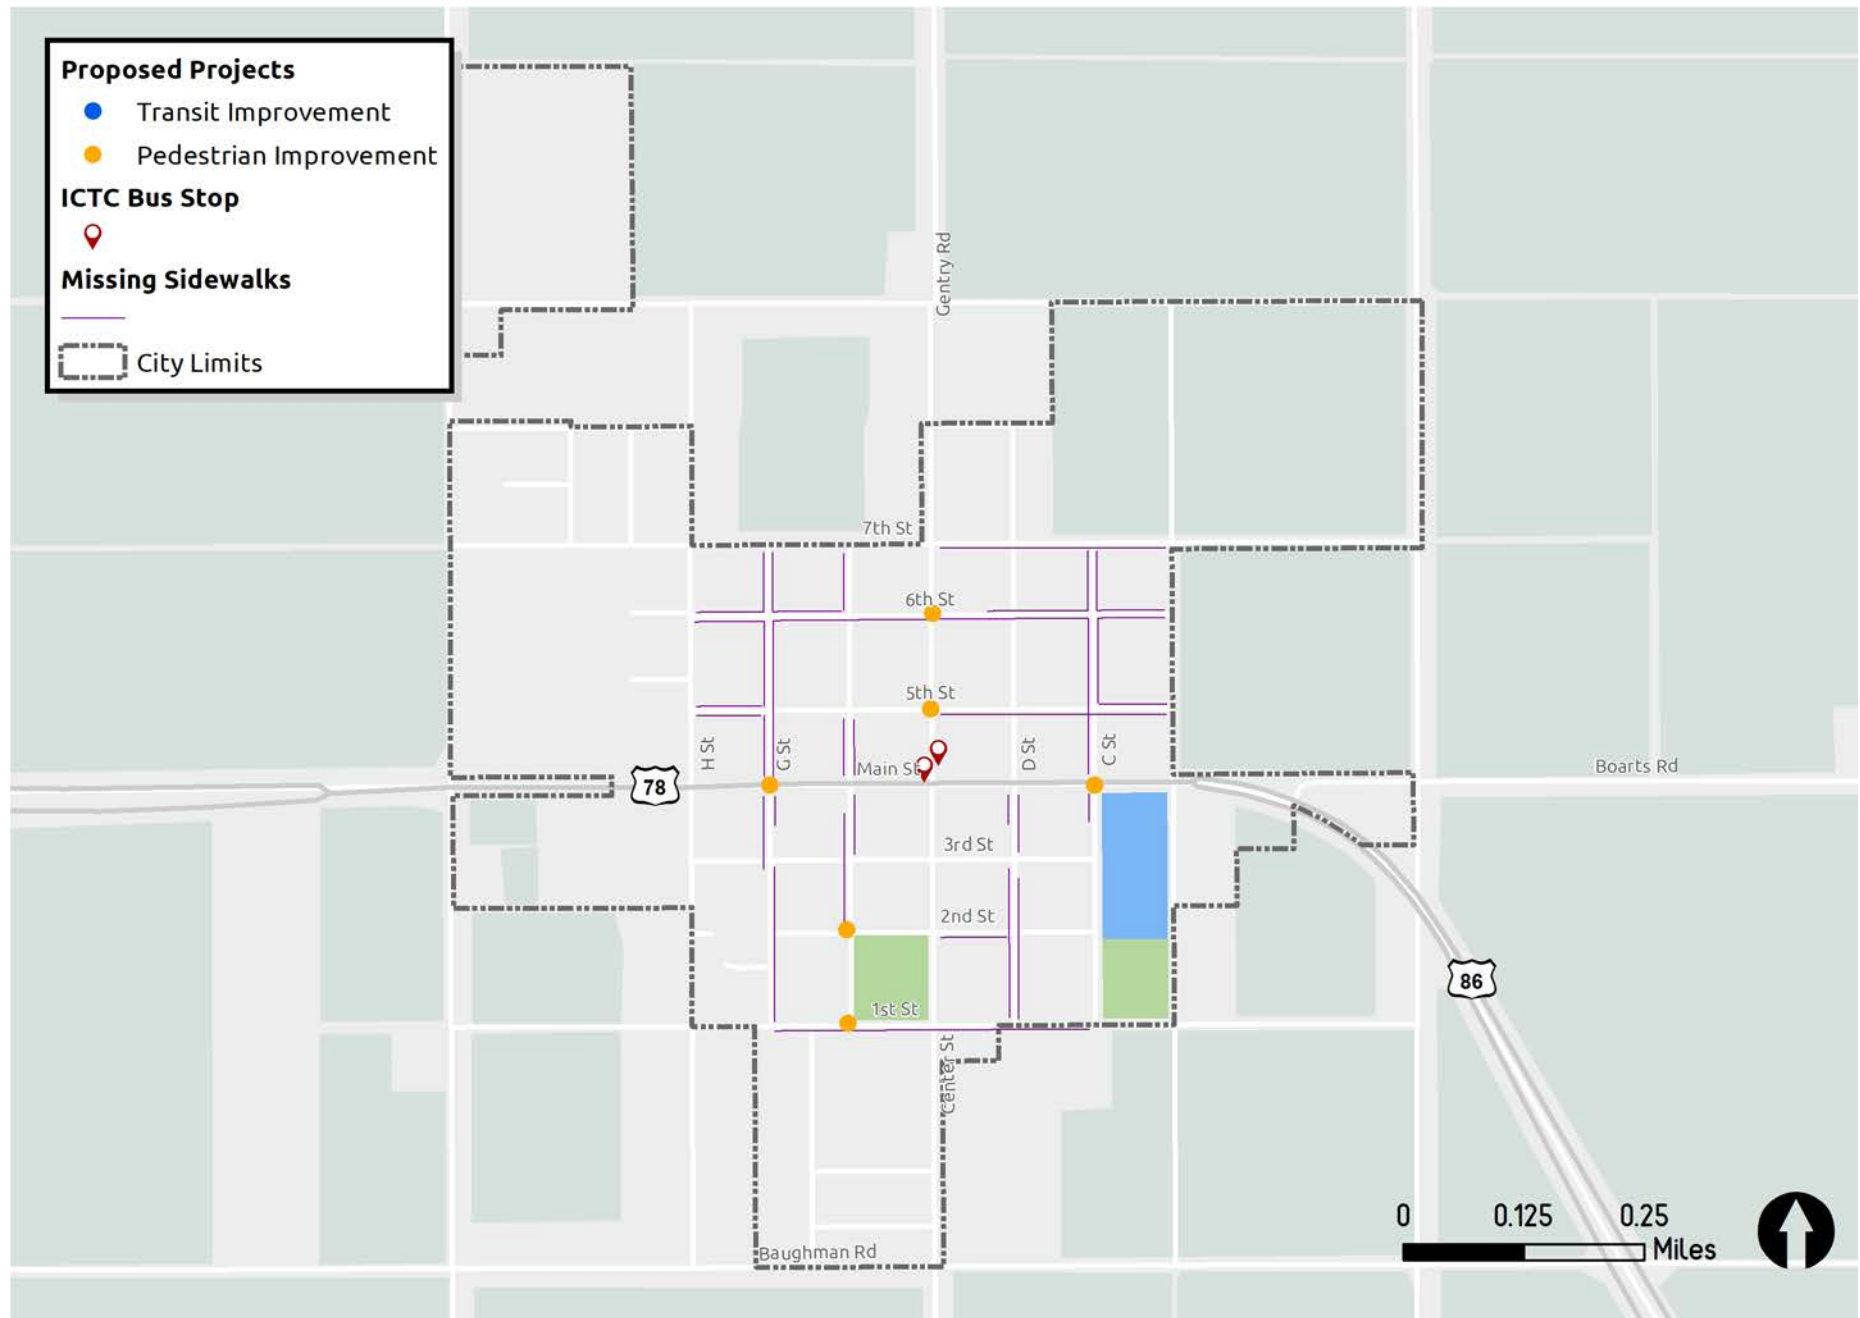 Proposed Projects
Transit Improvement
Pedestrian Improvement
ICTC Bus Stop
Missing Sidewalks
City Limits
Gentry Rd
7th St
6th St
5th St
H St
G St
Main St
D St
C St
Boarts Rd
78
3rd St
2nd St
86
1st St
Center St
0 0.125 0.25
Miles
Baughman Rd